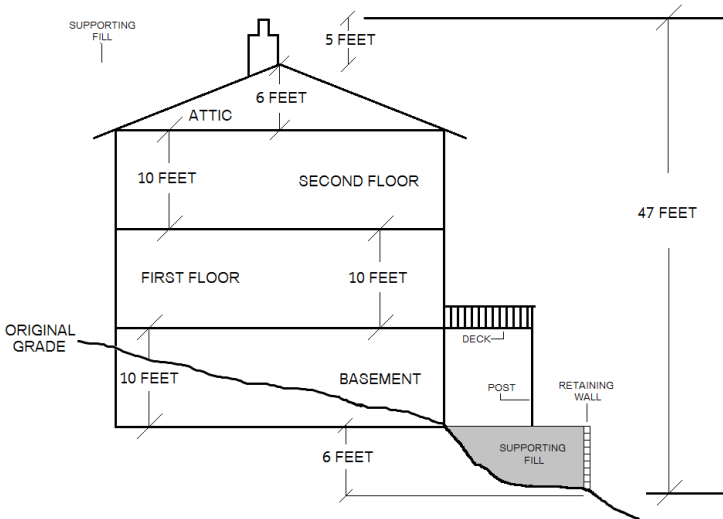 SUPPORTING
FILL
5 FEET
6 FEET
ATTIC
10 FEET
SECOND FLOOR
47 FEET
FIRST FLOOR
10 FEET
ORIGINAL
GRADE
DECK
10 FEET
BASEMENT
POST
RETAINING
WALL
SUPPORTING
FILL
6 FEET